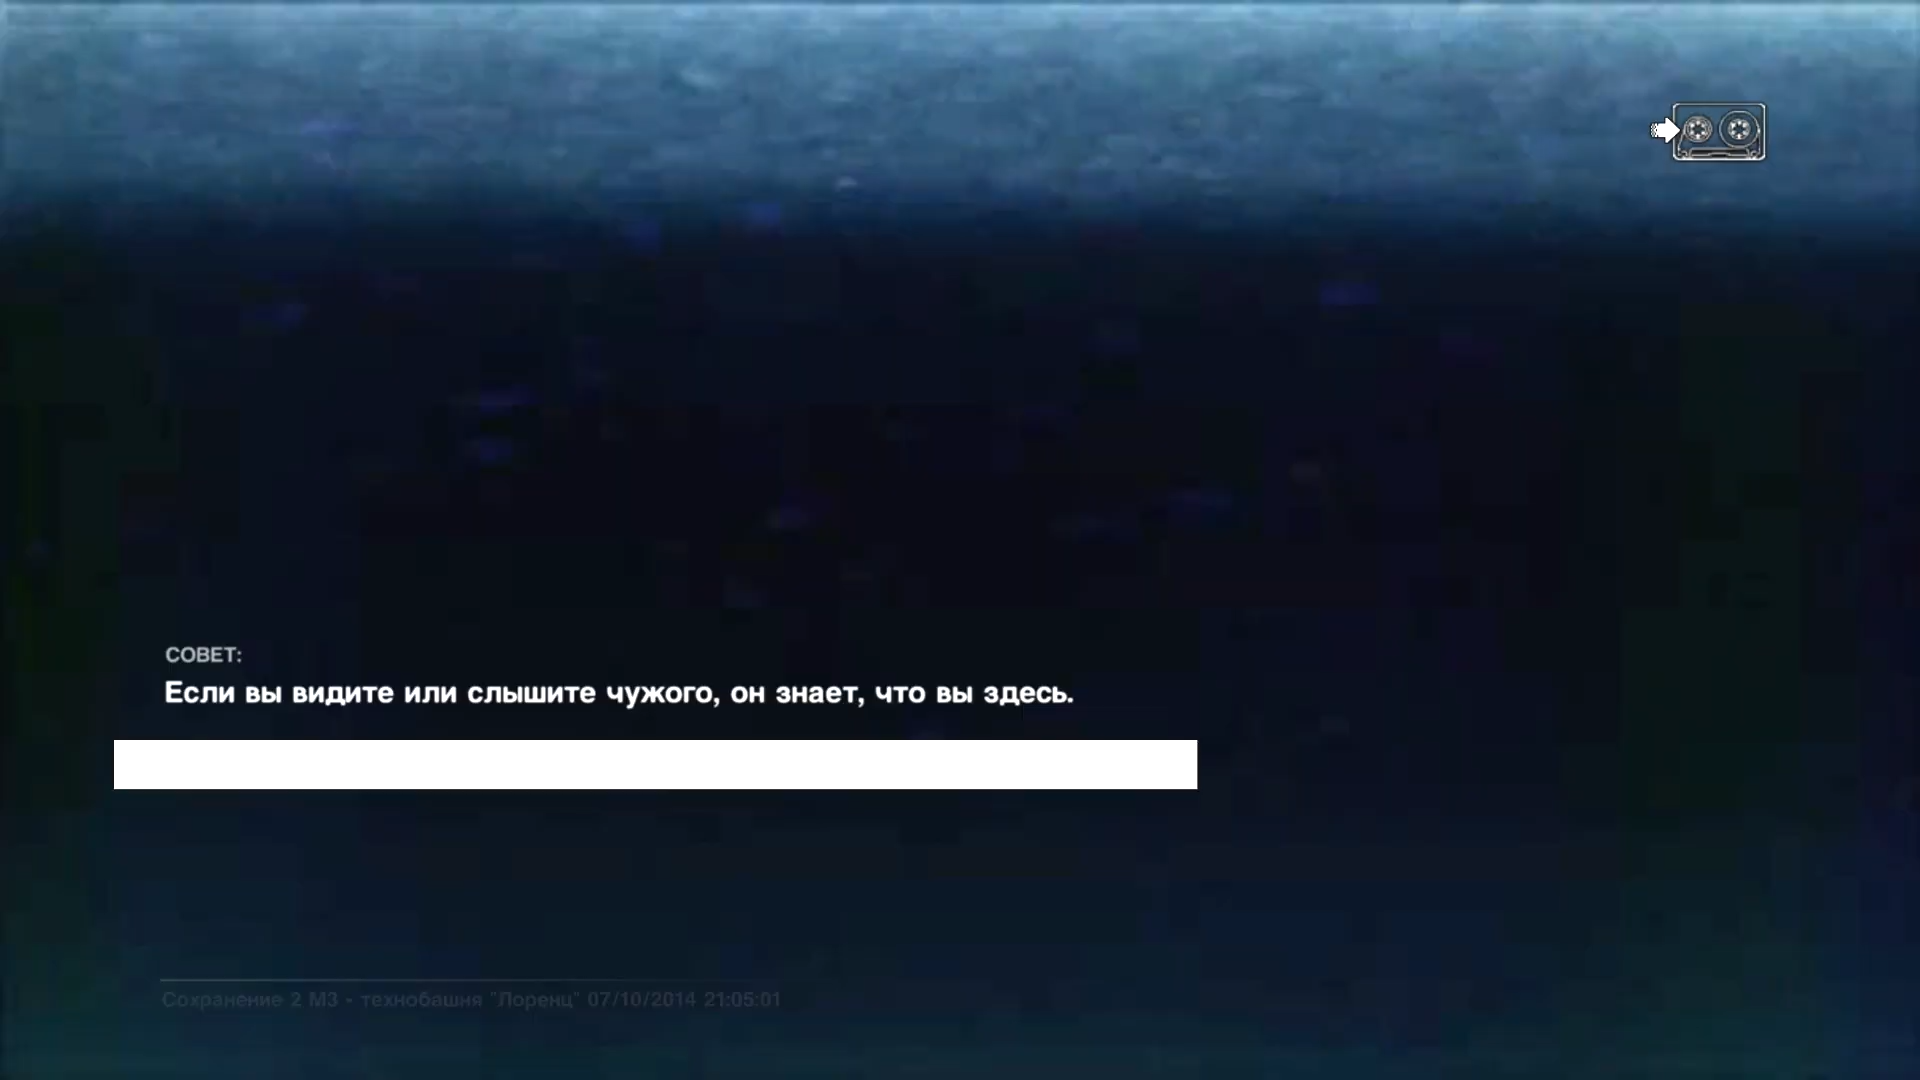 СОВЕТ:
Если вы видите или слышите чужого, он знает, что вы здесь.
Сохранение 2 М3 - технобашня "Лоренц" 07/10/2014 21:05:01